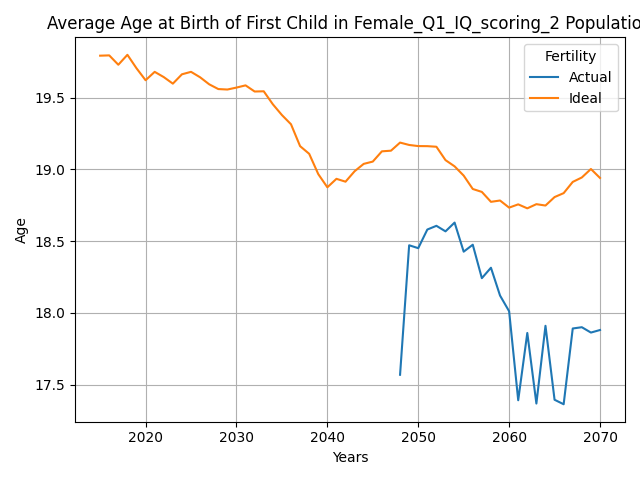 Average Age at Birth of First Child in Female_Q1_IQ_scoring_2 Populatio
Fertility
Actual
Ideal
19.5
19.0
18.5
18.0
17.5
Age
2020 2030 2040 2050 2060 2070
Years